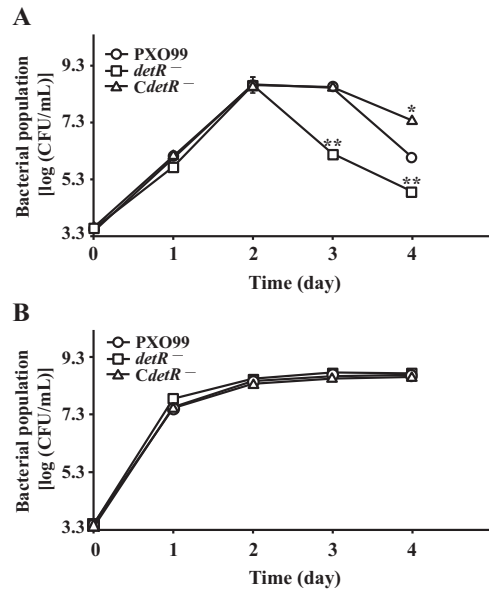 A
PXO99
detR −
CdetR −
Bacterial population
[log (CFU/mL)]
9.3
7.3
5.3
3.3
*
**
**
0 1 2 3 4
Time (day)
B
PXO99
detR −
CdetR −
Bacterial population
[log (CFU/mL)]
9.3
7.3
5.3
3.3
0 1 2 3 4
Time (day)